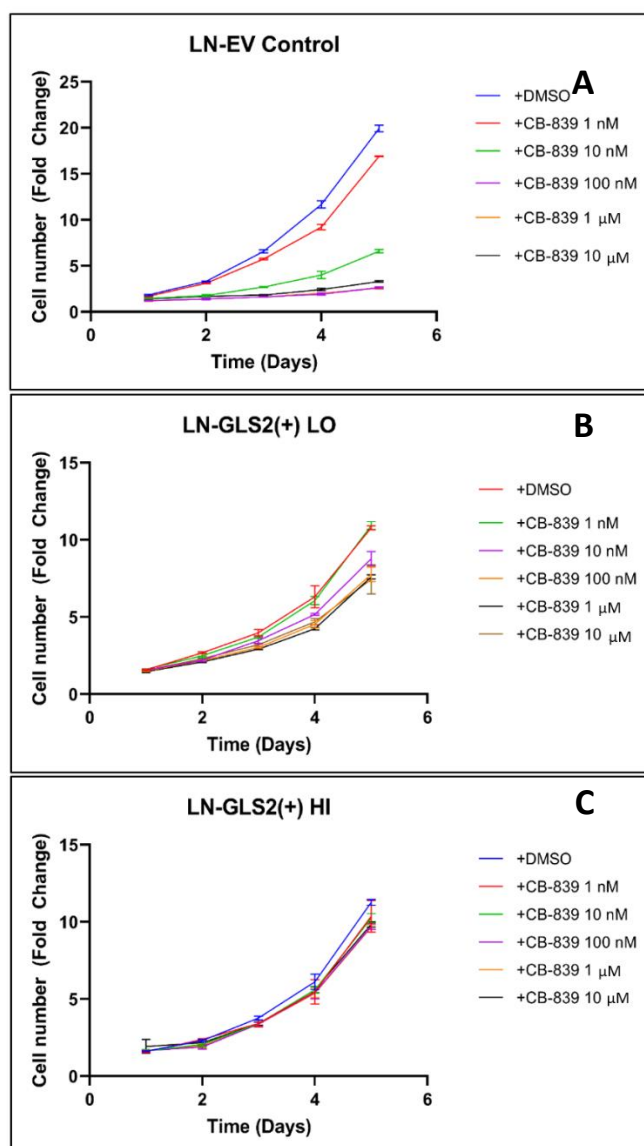 LN-EV Control
A
Cell number (Fold Change)
25
20
15
10
5
0
0
2
4
6
Time (Days)
+DMSO
+CB-839 1 nM
+CB-839 10 nM
+CB-839 100 nM
+CB-839 1 μM
+CB-839 10 μM
LN-GLS2(+) LO
B
Cell number (Fold Change)
15
10
5
0
0
2
4
6
Time (Days)
+DMSO
+CB-839 1 nM
+CB-839 10 nM
+CB-839 100 nM
+CB-839 1 μM
+CB-839 10 μM
LN-GLS2(+) HI
C
Cell number (Fold Change)
15
10
5
0
0
2
4
6
Time (Days)
+DMSO
+CB-839 1 nM
+CB-839 10 nM
+CB-839 100 nM
+CB-839 1 μM
+CB-839 10 μM